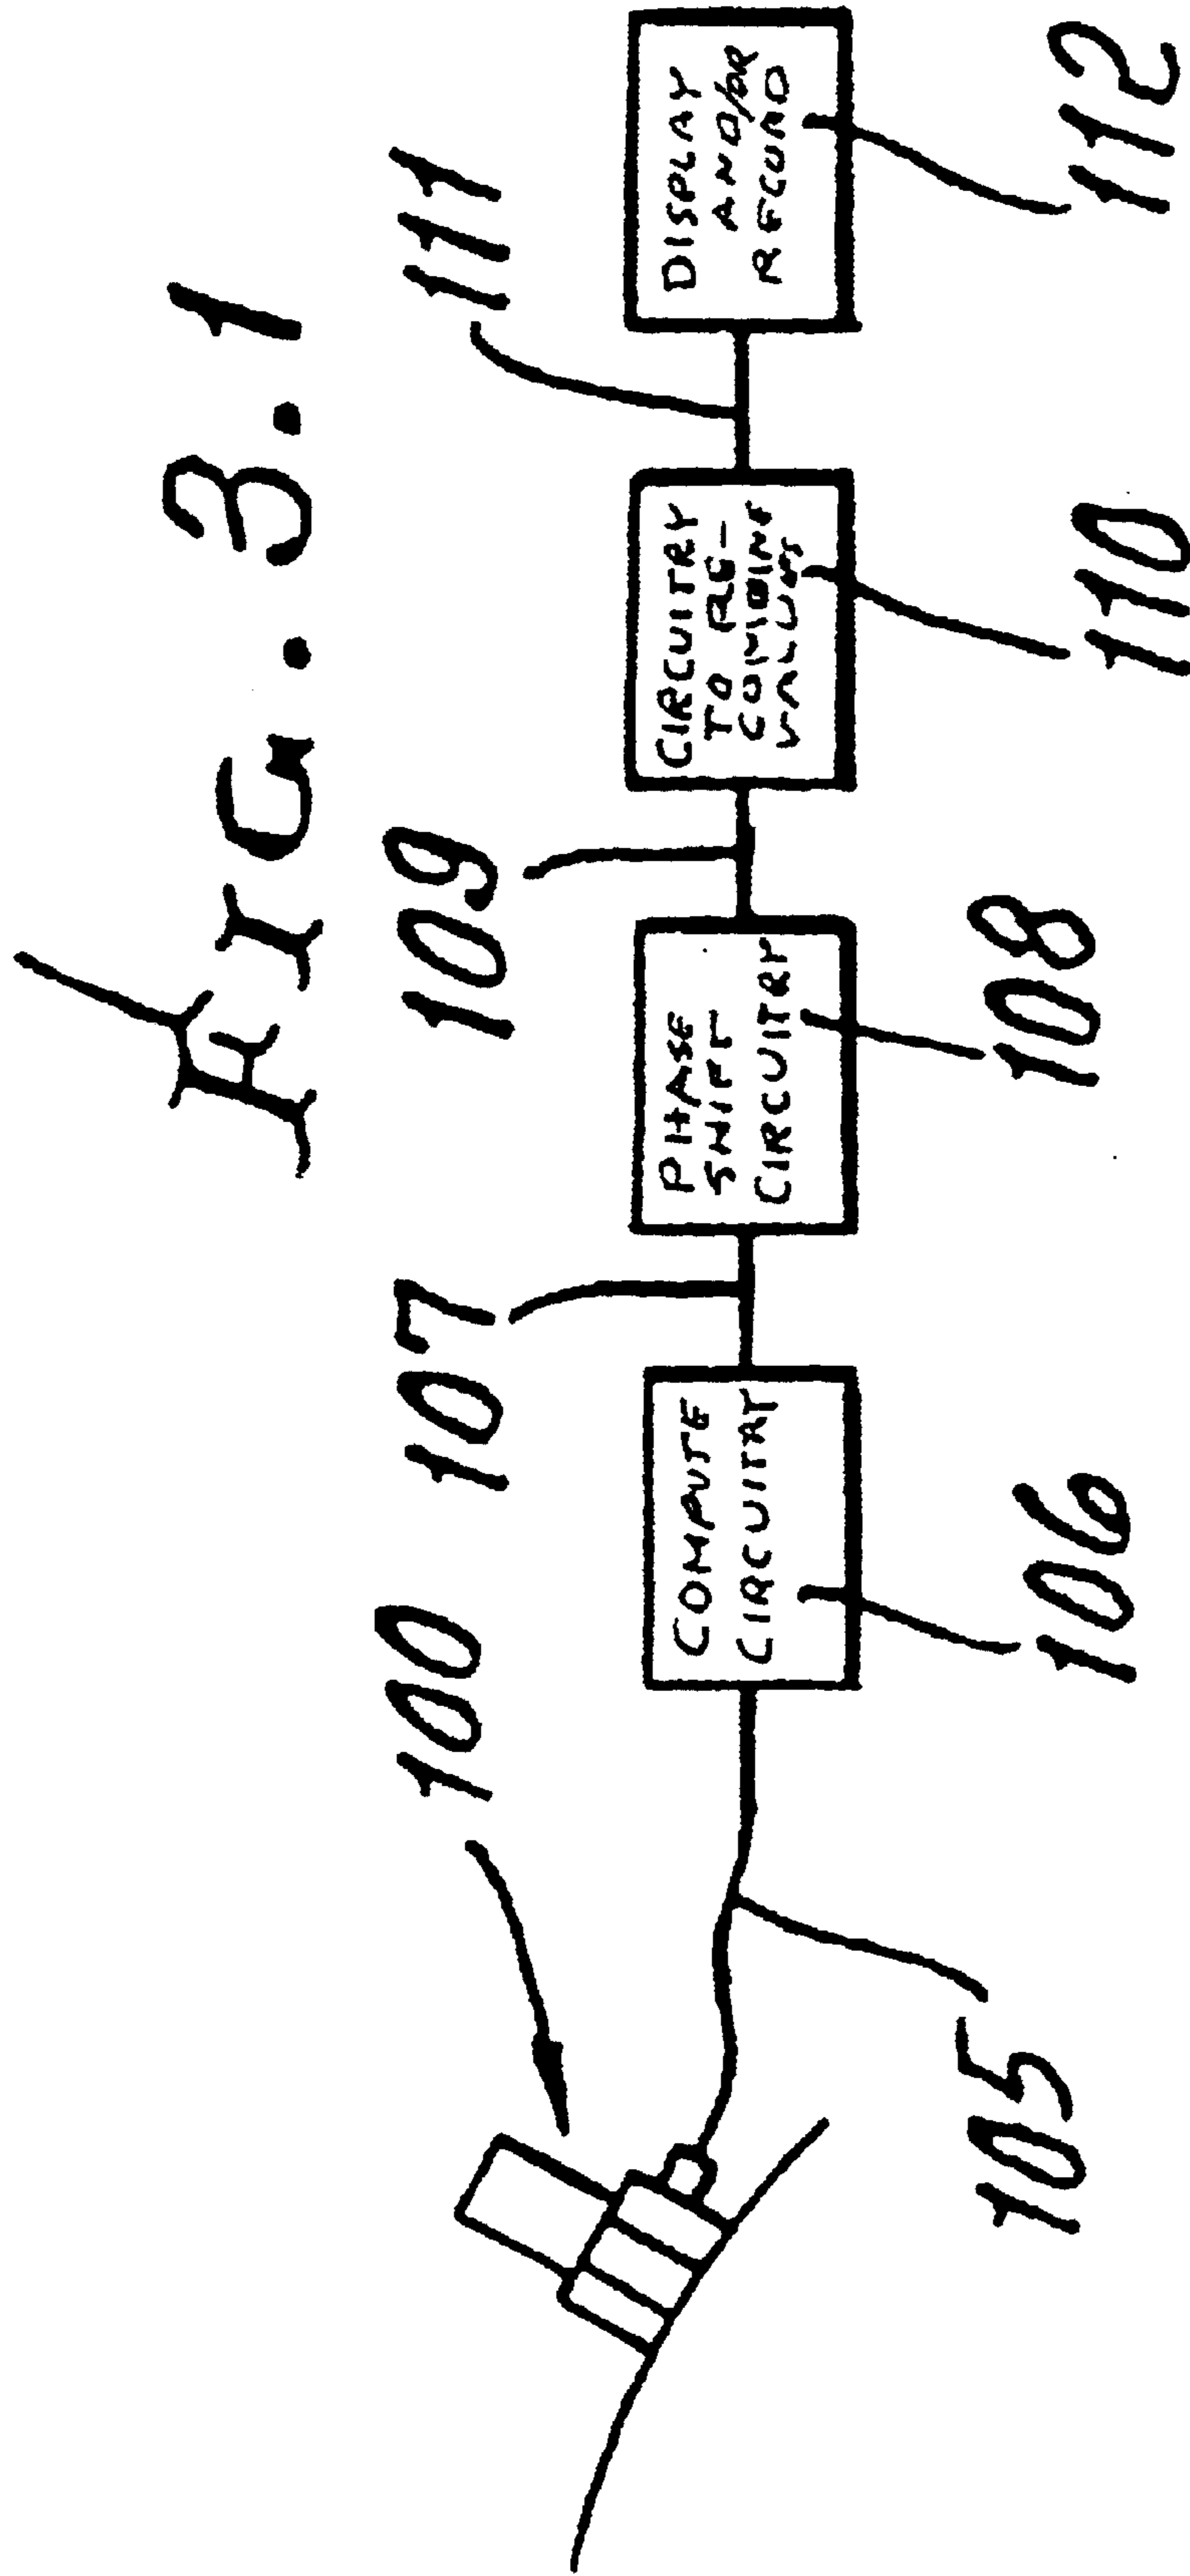 FIG. 3.1
100
107
109
111
COMPUTE
CIRCUITRY
PHASE
SHIFT
CIRCUITRY
CIRCUITRY
TO RE-
COMBINE
VALUES
DISPLAY
AND/OR
RECORD
105
106
108
110
112